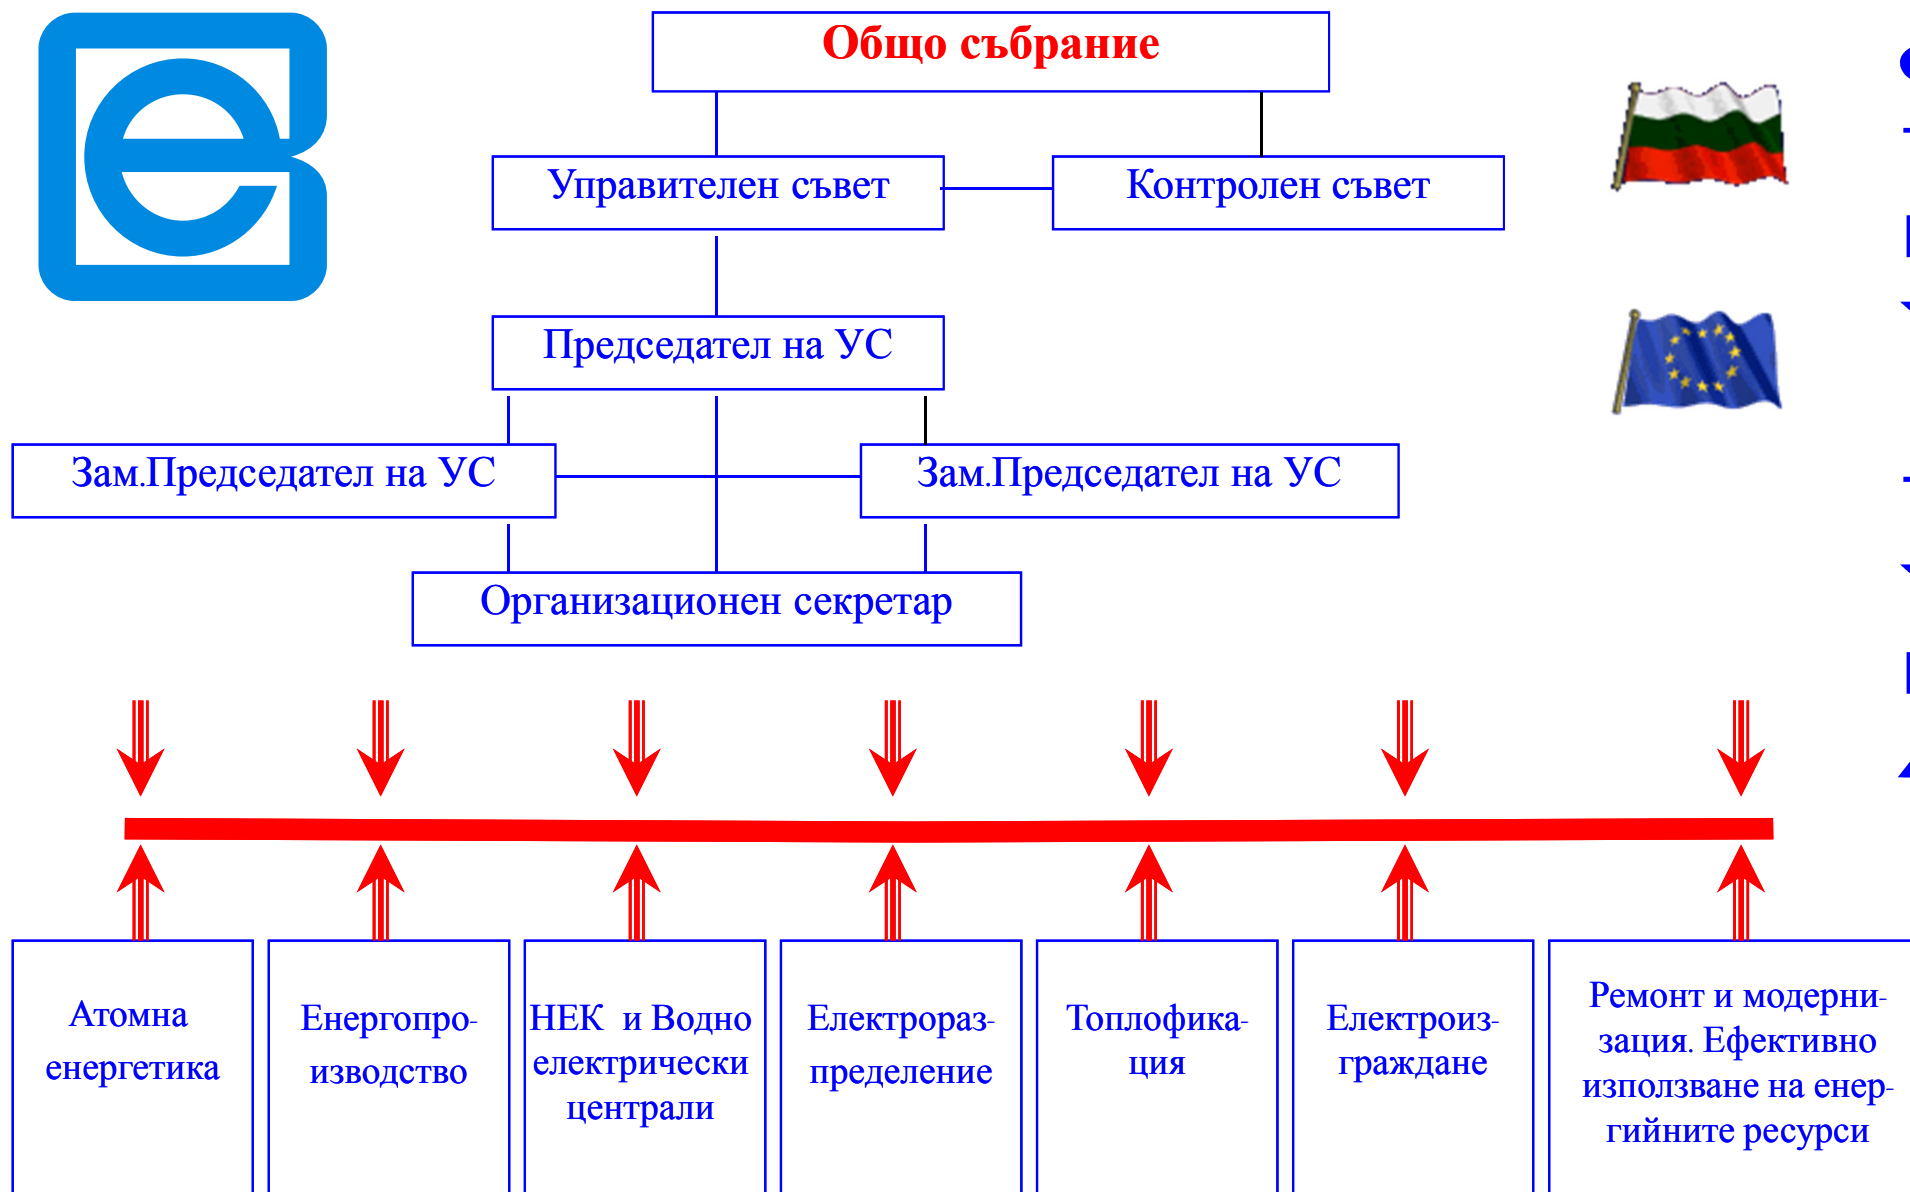 Общо събрание
Управителен съвет
Контролен съвет
Председател на УС
Зам.Председател на УС
Зам.Председател на УС
Организационен секретар
Атомна
енергетика
Енергопро-
изводство
НЕК и Водно
електрически
централи
Електрораз-
пределение
Топлофика-
ция
Електроиз-
граждане
Ремонт и модерни-
зация. Ефективно
използване на енер-
гийните ресурси